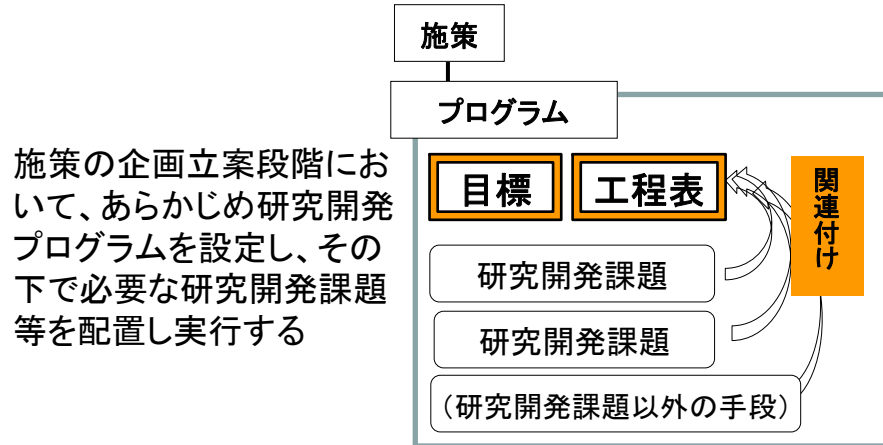 施策
プログラム
施策の企画立案段階にお
いて、あらかじめ研究開発
プログラムを設定し、その
下で必要な研究開発課題
等を配置し実行する
目標
工程表
関連付け
研究開発課題
研究開発課題
（研究開発課題以外の手段）